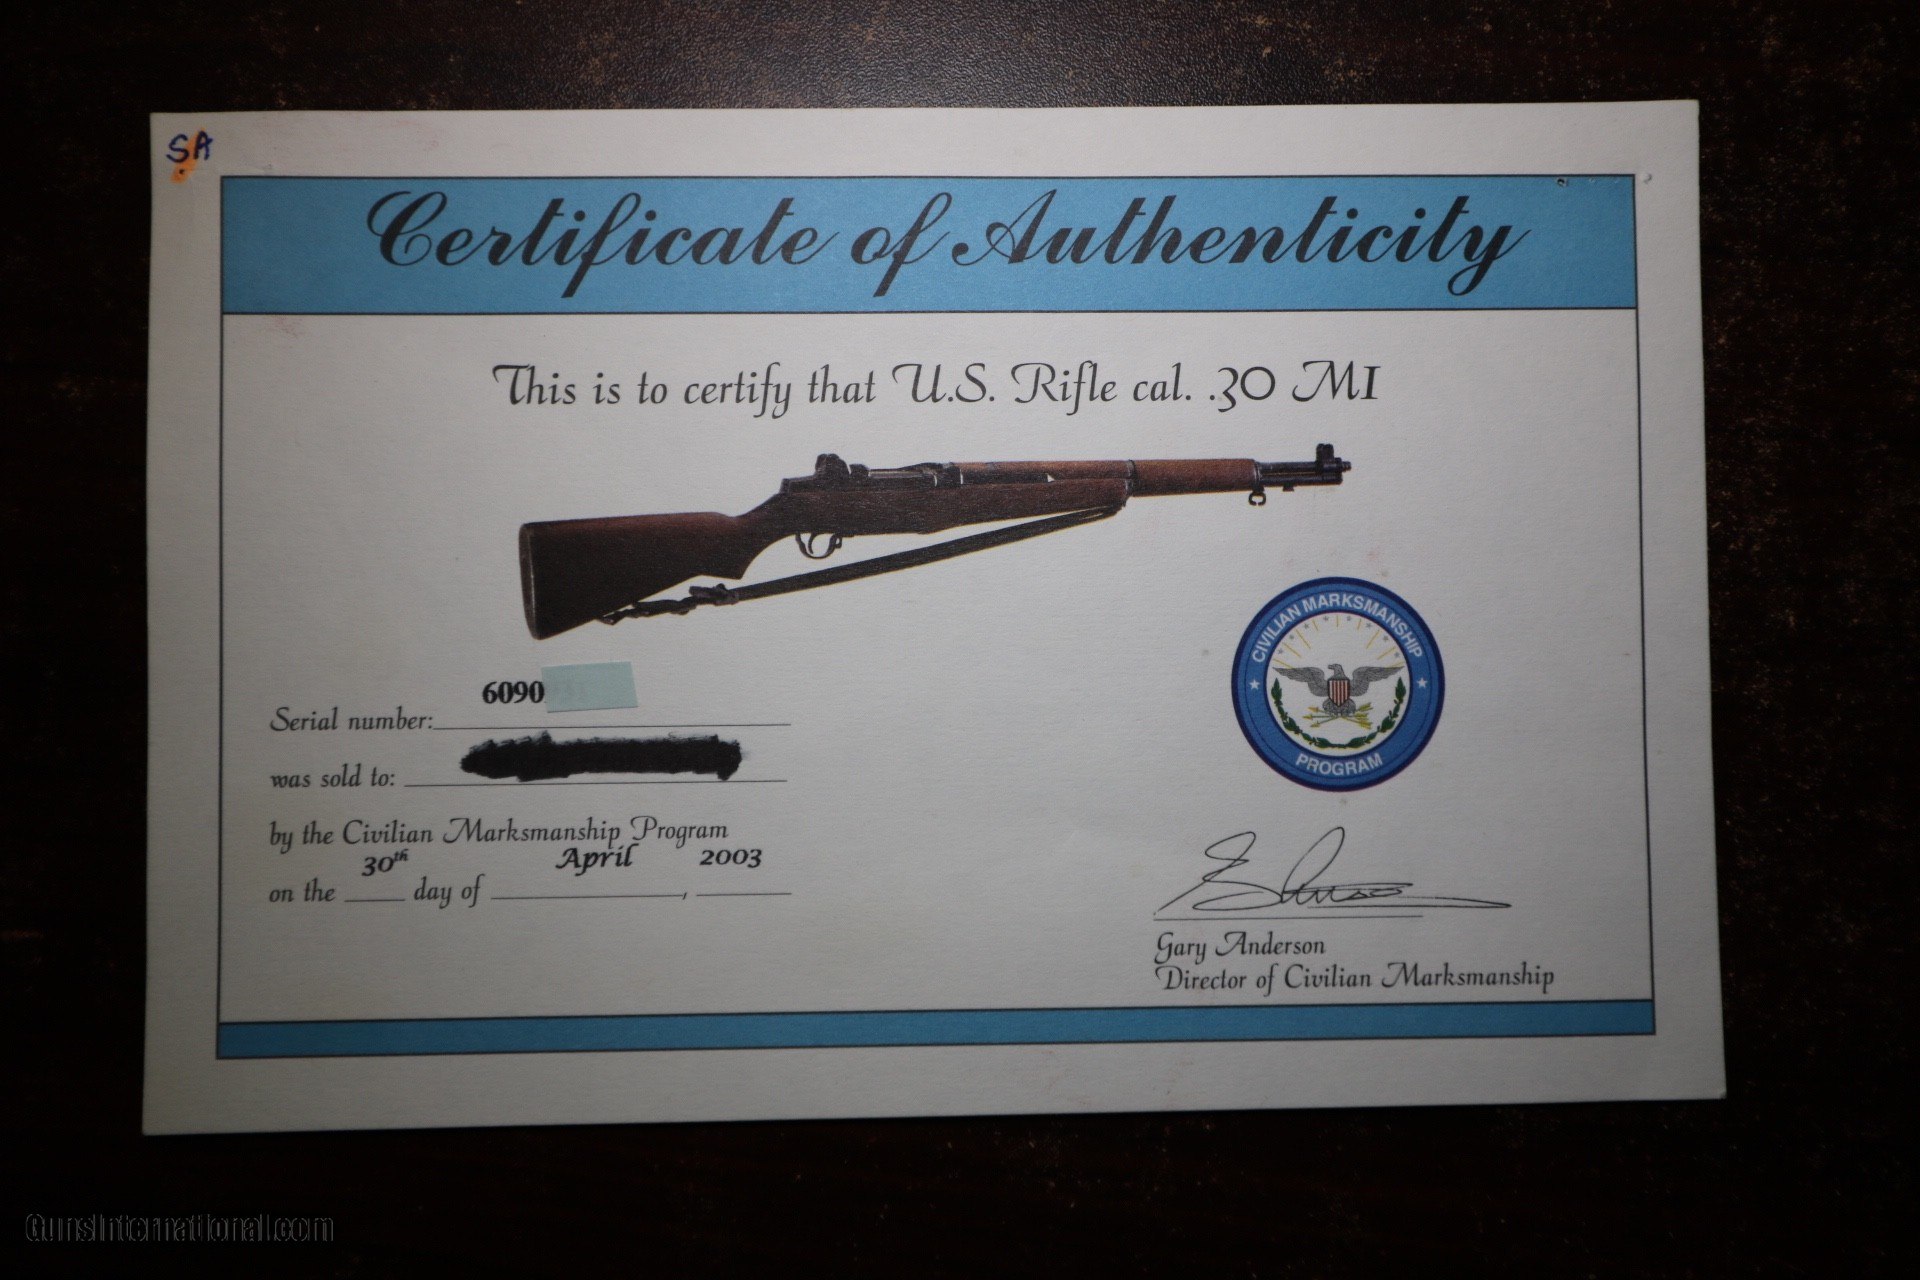 SA
Certificate of Authenticity
This is to certify that U.S. Rifle cal. .30 M1
CIVILIAN MARKSMANSHIP
PROGRAM
Serial number: 6090
was sold to:
by the Civilian Marksmanship Program
on the 30th day of April, 2003
Gary Anderson
Director of Civilian Marksmanship
GunsInternational.com